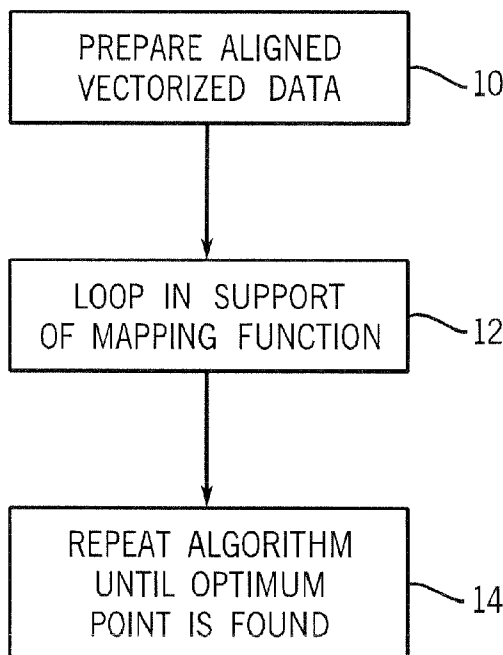 PREPARE ALIGNED
VECTORIZED DATA
10
LOOP IN SUPPORT
OF MAPPING FUNCTION
12
REPEAT ALGORITHM
UNTIL OPTIMUM
POINT IS FOUND
14